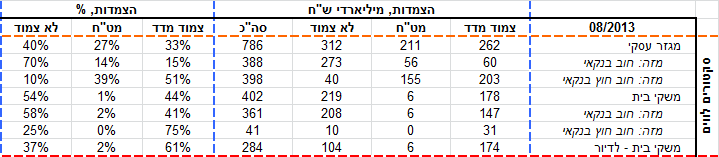 הצמדות, מיליארדי ש"ח הצמדות, %
08/2013 צמוד מדד מט"ח לא צמוד סה"כ צמוד מדד מט"ח לא צמוד
סקטורים לווים
מגזר עסקי 262 211 312 786 33% 27% 40%
מזה: חוב בנקאי 60 56 273 388 15% 14% 70%
מזה: חוב חוץ בנקאי 203 155 40 398 51% 39% 10%
משקי בית 178 6 219 402 44% 1% 54%
מזה: חוב בנקאי 147 6 208 361 41% 2% 58%
מזה: חוב חוץ בנקאי 31 0 10 41 75% 0% 25%
משקי בית - לדיור 174 6 104 284 61% 2% 37%